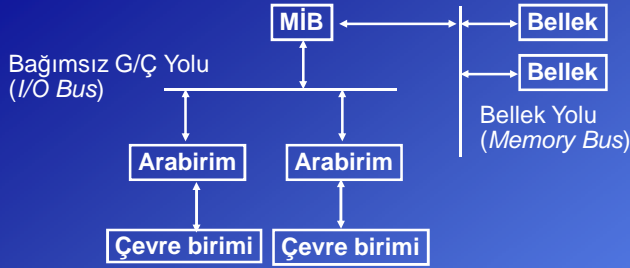 MİB
Bellek
Bağımsız G/Ç Yolu
(I/O Bus)
Bellek
Bellek Yolu
(Memory Bus)
Arabirim
Arabirim
Çevre birimi
Çevre birimi